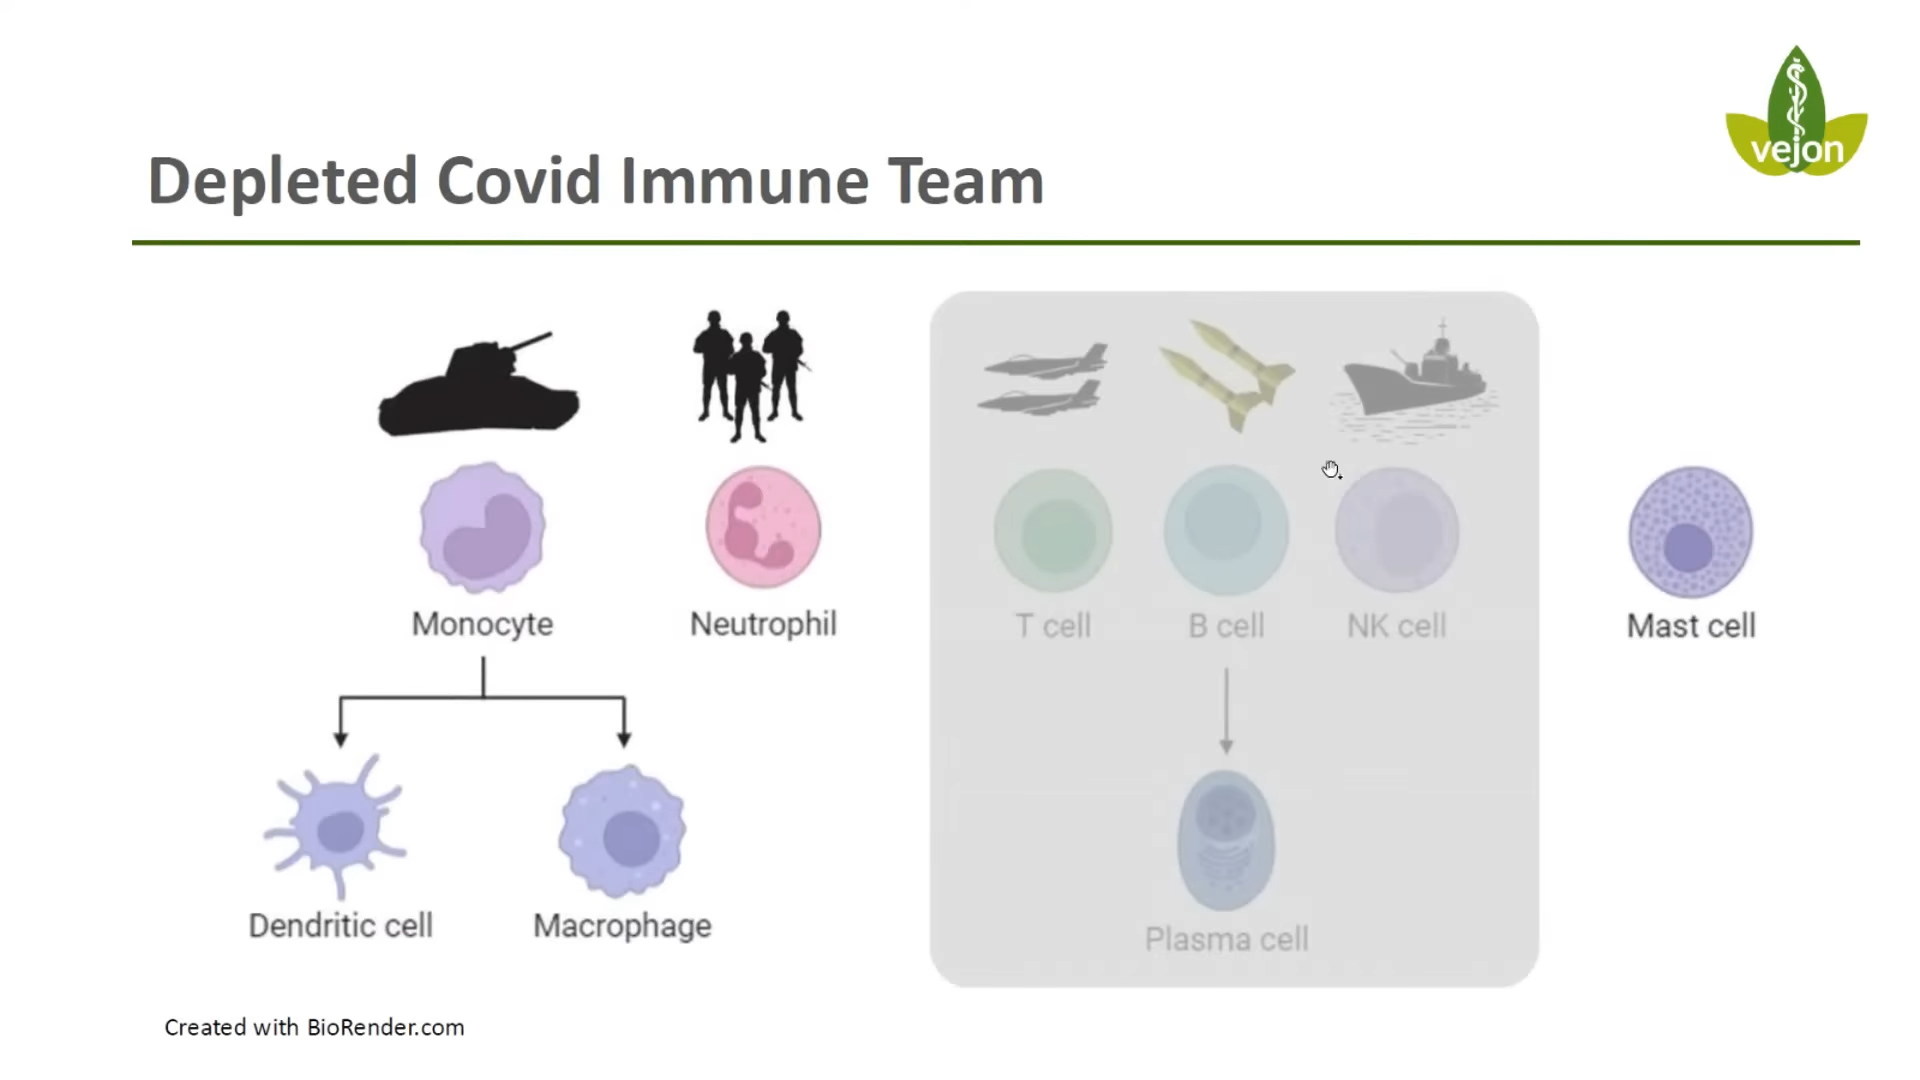 vejon
Depleted Covid Immune Team
Monocyte
Neutrophil
T cell
B cell
NK cell
Mast cell
Dendritic cell
Macrophage
Plasma cell
Created with BioRender.com